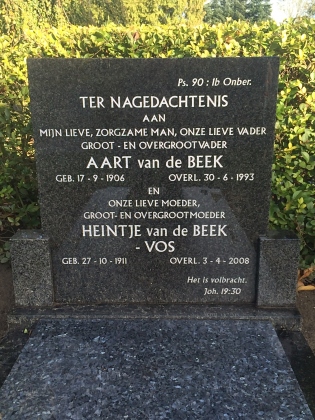 Ps. 90 : 1b Onber.
TER NAGEDACHTENIS
AAN
MIJN LIEVE, ZORGZAME MAN, ONZE LIEVE VADER
GROOT - EN OVERGROOTVADER
AART van de BEEK
GEB. 17 - 9 - 1906 OVERL. 30 - 6 - 1993
EN
ONZE LIEVE MOEDER,
GROOT- EN OVERGROOTMOEDER
HEINTJE van de BEEK
- VOS
GEB. 27 - 10 - 1911 OVERL. 3 - 4 - 2008
Het is volbracht.
Joh. 19:30